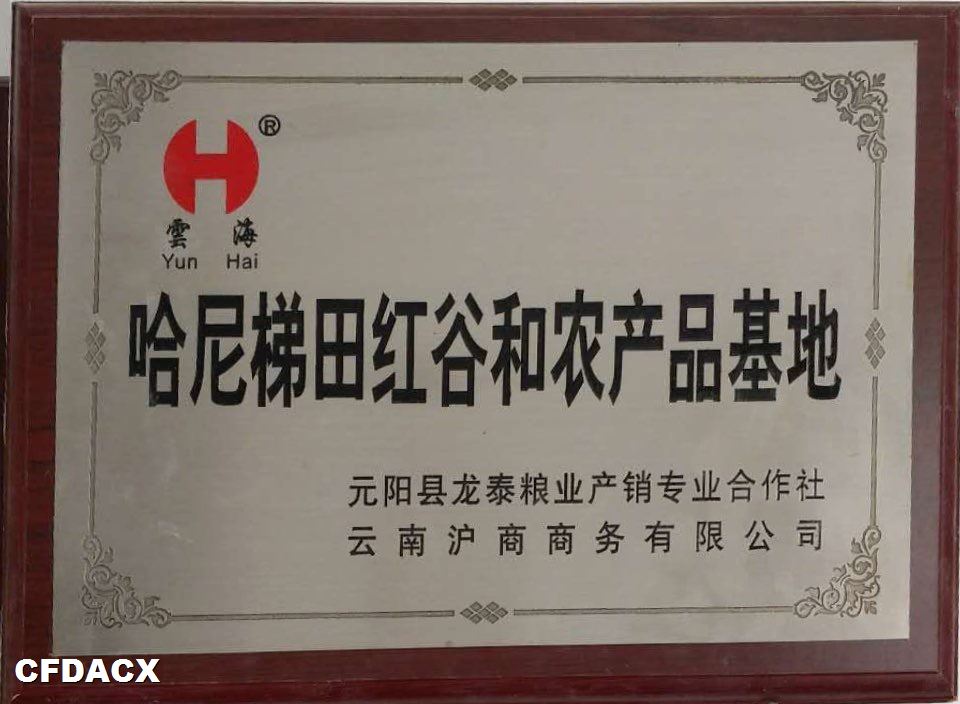 ®
雲 海
Yun Hai
哈尼梯田红谷和农产品基地
元阳县龙泰粮业产销专业合作社
云南沪商商务有限公司
CFDACX